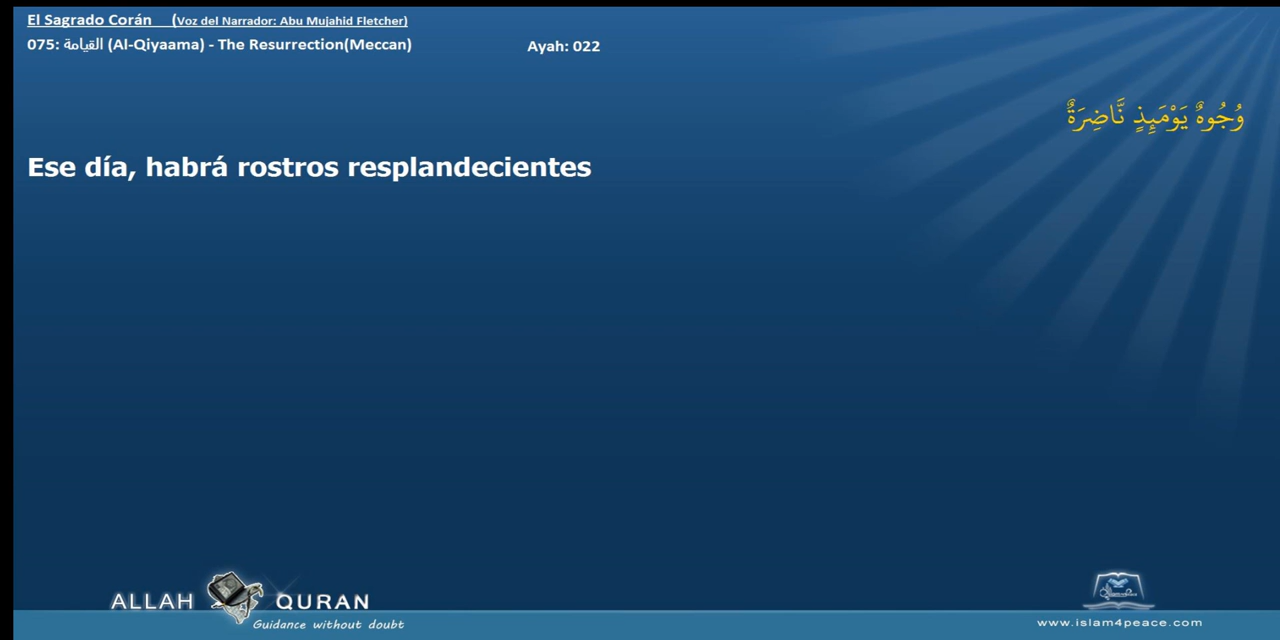 El Sagrado Corán (Voz del Narrador: Abu Mujahid Fletcher)
075: القيامة (Al-Qiyaama) - The Resurrection(Meccan) Ayah: 022
وُجُوهٌ يَوْمَئِذٍ نَّاضِرَةٌ
Ese día, habrá rostros resplandecientes
ALLAH QURAN
Guidance without doubt
www.islam4peace.com